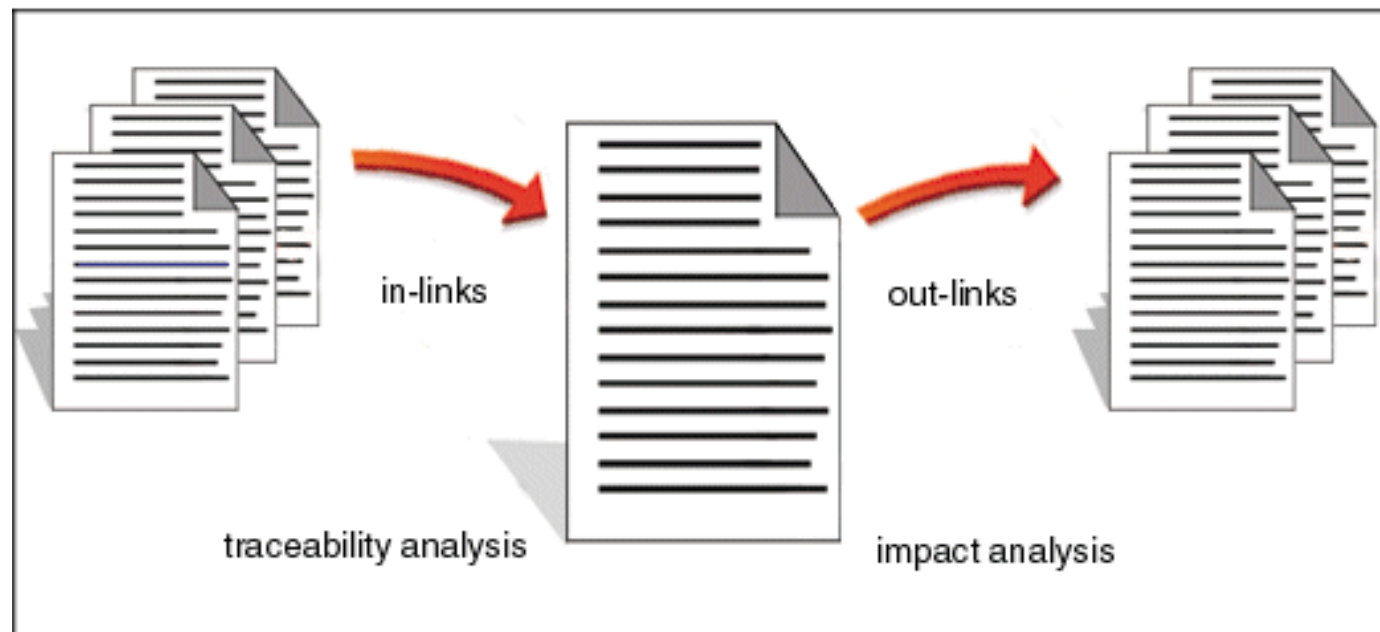 in-links
out-links
traceability analysis
impact analysis